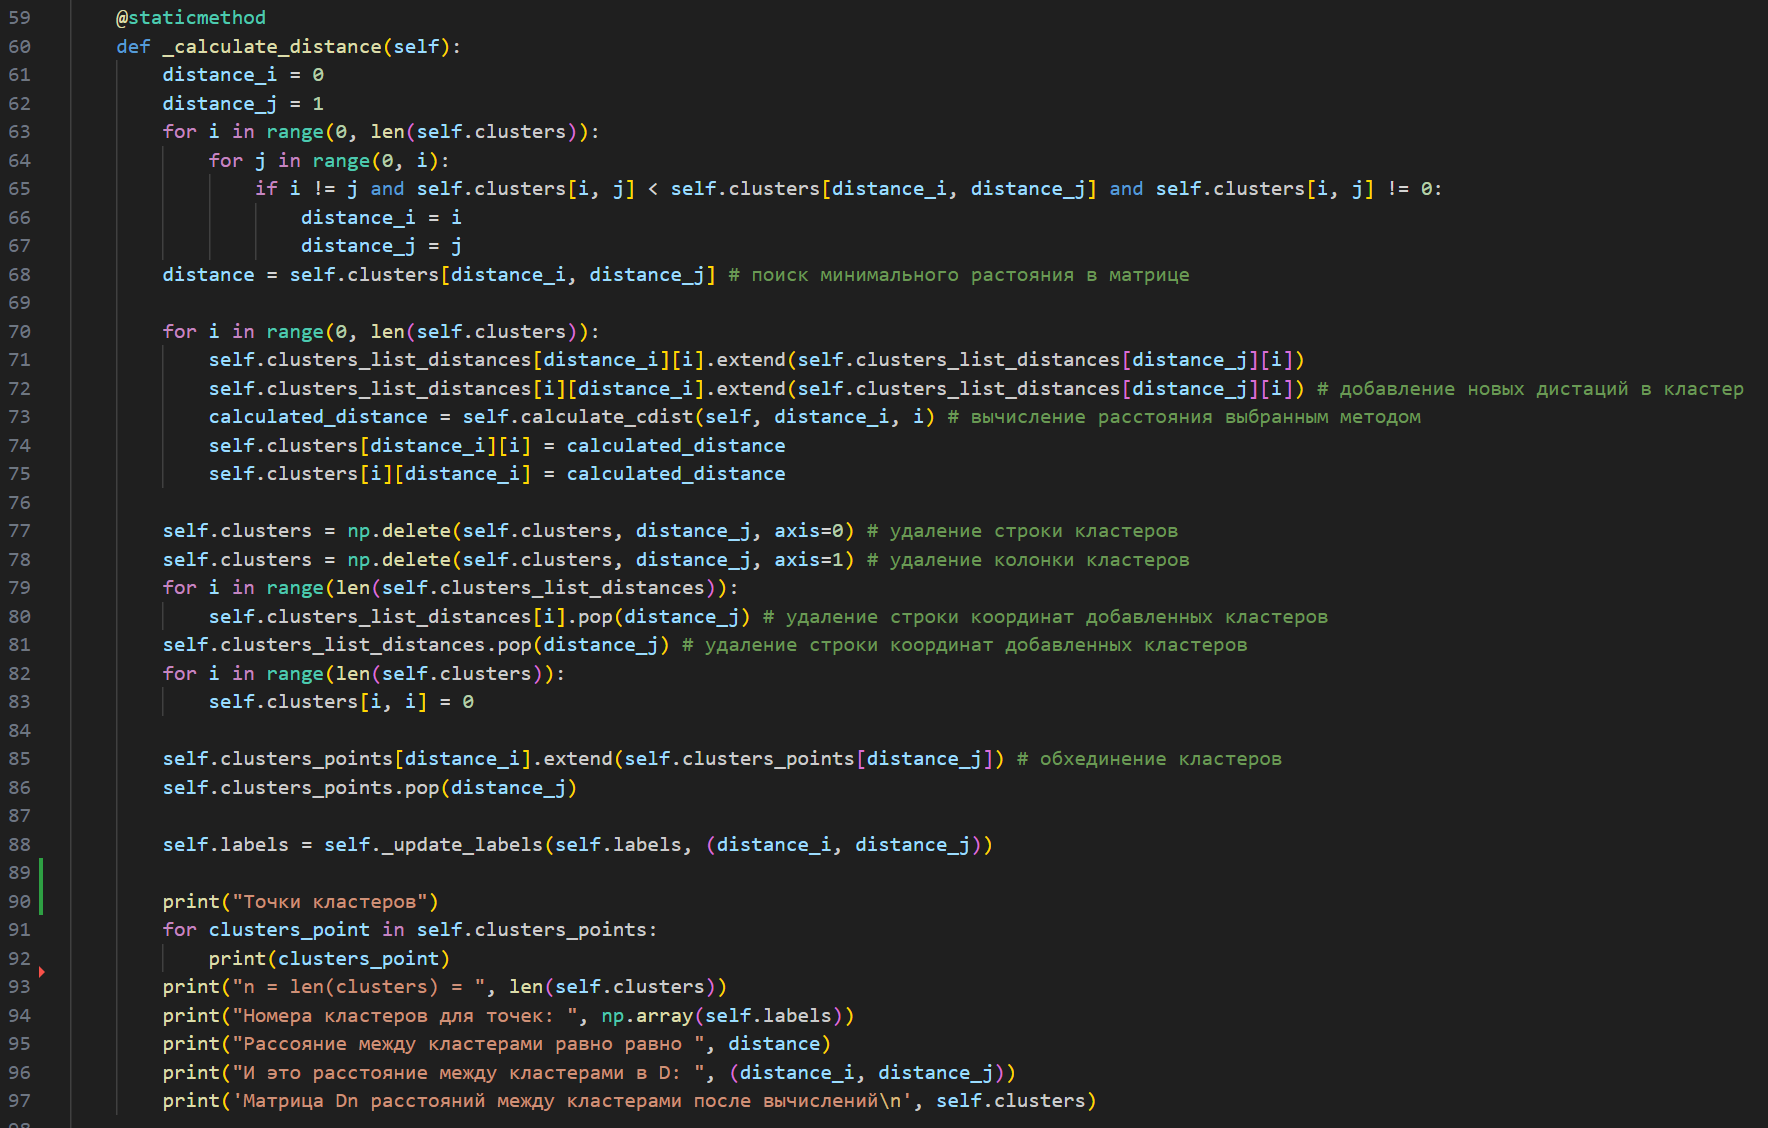 59 @staticmethod
60 def _calculate_distance(self):
61 distance_i = 0
62 distance_j = 1
63 for i in range(0, len(self.clusters)):
64 for j in range(0, i):
65 if i != j and self.clusters[i, j] < self.clusters[distance_i, distance_j] and self.clusters[i, j] != 0:
66 distance_i = i
67 distance_j = j
68 distance = self.clusters[distance_i, distance_j] # поиск минимального растояния в матрице
69
70 for i in range(0, len(self.clusters)):
71 self.clusters_list_distances[distance_i][i].extend(self.clusters_list_distances[distance_j][i])
72 self.clusters_list_distances[i][distance_i].extend(self.clusters_list_distances[distance_j][i]) # добавление новых дистаций в кластер
73 calculated_distance = self.calculate_cdist(self, distance_i, i) # вычисление расстояния выбранным методом
74 self.clusters[distance_i][i] = calculated_distance
75 self.clusters[i][distance_i] = calculated_distance
76
77 self.clusters = np.delete(self.clusters, distance_j, axis=0) # удаление строки кластеров
78 self.clusters = np.delete(self.clusters, distance_j, axis=1) # удаление колонки кластеров
79 for i in range(len(self.clusters_list_distances)):
80 self.clusters_list_distances[i].pop(distance_j) # удаление строки координат добавленных кластеров
81 self.clusters_list_distances.pop(distance_j) # удаление строки координат добавленных кластеров
82 for i in range(len(self.clusters)):
83 self.clusters[i, i] = 0
84
85 self.clusters_points[distance_i].extend(self.clusters_points[distance_j]) # обхединение кластеров
86 self.clusters_points.pop(distance_j)
87
88 self.labels = self._update_labels(self.labels, (distance_i, distance_j))
89
90 print("Точки кластеров")
91 for clusters_point in self.clusters_points:
92 print(clusters_point)
93 print("n = len(clusters) = ", len(self.clusters))
94 print("Номера кластеров для точек: ", np.array(self.labels))
95 print("Рассояние между кластерами равно равно ", distance)
96 print("И это расстояние между кластерами в D: ", (distance_i, distance_j))
97 print('Матрица Dn расстояний между кластерами после вычислений\n', self.clusters)